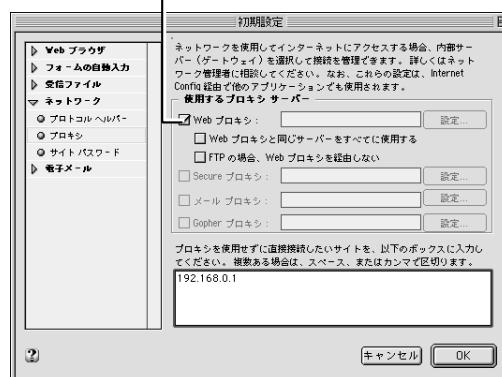 初期設定
Web ブラウザ
フォームの自動入力
受信ファイル
ネットワーク
プロトコル ヘルパー
プロキシ
サイト パスワード
電子メール
ネットワークを使用してインターネットにアクセスする場合、内部サー
バー（ゲートウェイ）を選択して接続を管理できます。詳しくはネット
ワーク管理者に相談してください。なお、これらの設定は、Internet
Config 経由で他のアプリケーションでも使用されます。
使用するプロキシ サーバー
Web プロキシ： 設定...
Web プロキシと同じサーバーをすべてに使用する
FTP の場合、Web プロキシを経由しない
Secure プロキシ： 設定...
メール プロキシ： 設定...
Gopher プロキシ： 設定...
プロキシを使用せずに直接接続したいサイトを、以下のボックスに入力し
てください。複数ある場合は、スペース、またはカンマで区切ります。
192.168.0.1
?
キャンセル OK